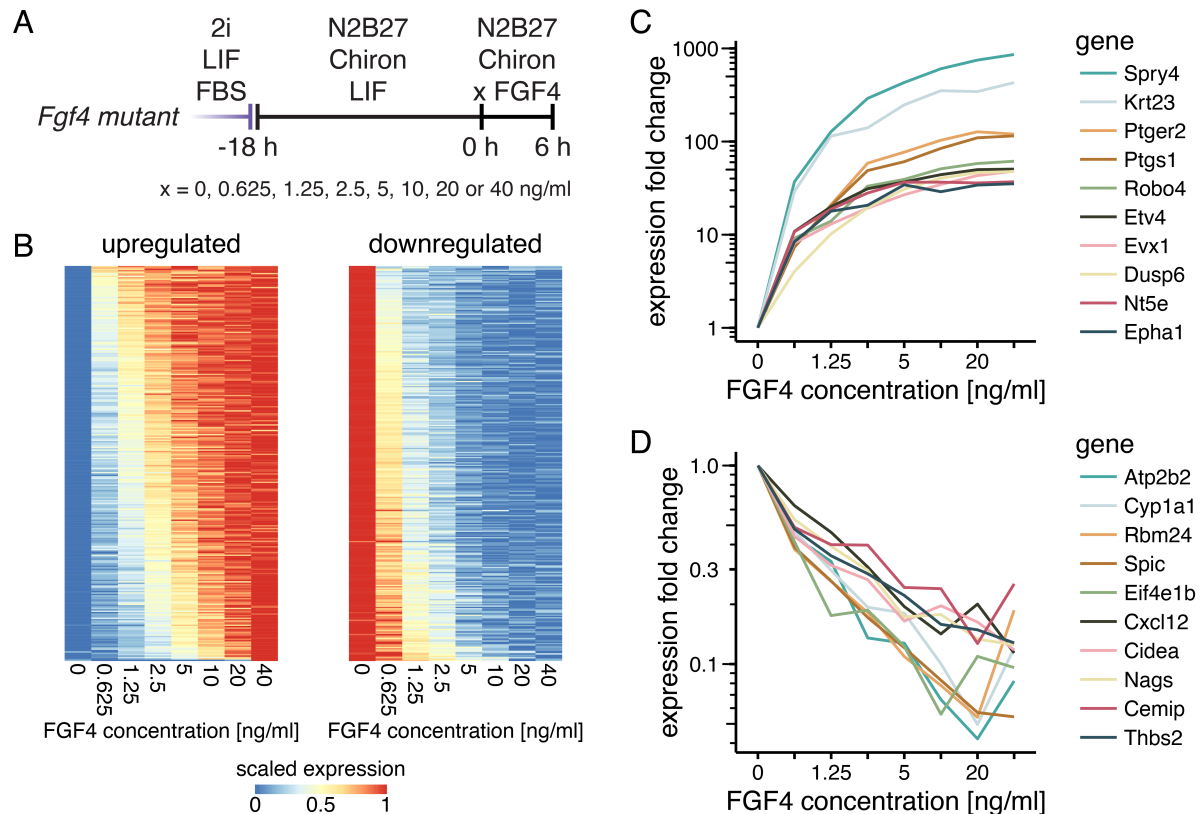 A
2i
LIF
FBS
N2B27
Chiron
LIF
N2B27
Chiron
x FGF4
Fgf4 mutant
-18 h
0 h
6 h
x = 0, 0.625, 1.25, 2.5, 5, 10, 20 or 40 ng/ml
B
upregulated
downregulated
0
0.625
1.25
2.5
5
10
20
40
FGF4 concentration [ng/ml]
0
0.625
1.25
2.5
5
10
20
40
FGF4 concentration [ng/ml]
scaled expression
0
0.5
1
C
expression fold change
1000
100
10
1
0
1.25
5
20
FGF4 concentration [ng/ml]
gene
Spry4
Krt23
Ptger2
Ptgs1
Robo4
Etv4
Evx1
Dusp6
Nt5e
Epha1
D
expression fold change
1.0
0.3
0.1
0
1.25
5
20
FGF4 concentration [ng/ml]
gene
Atp2b2
Cyp1a1
Rbm24
Spic
Eif4e1b
Cxcl12
Cidea
Nags
Cemip
Thbs2